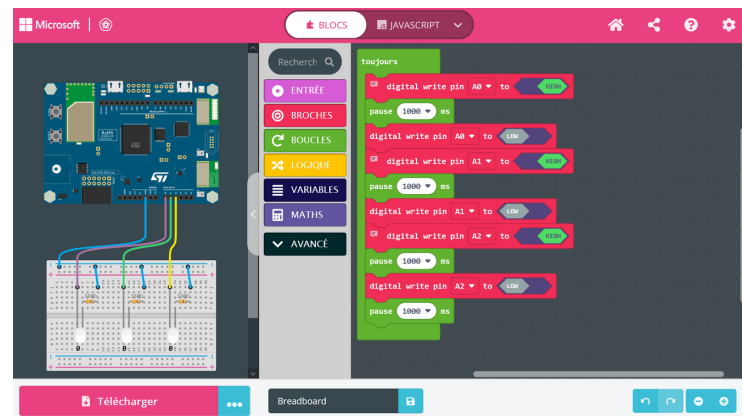 Microsoft
BLOCS
JAVASCRIPT
Recherch
ENTRÉE
BROCHES
BOUCLES
LOGIQUE
VARIABLES
MATHS
AVANCÉ
toujours
digital write pin A0 to HIGH
pause 1000 ms
digital write pin A0 to LOW
digital write pin A1 to HIGH
pause 1000 ms
digital write pin A1 to LOW
digital write pin A2 to HIGH
pause 1000 ms
digital write pin A2 to LOW
pause 1000 ms
Télécharger
Breadboard